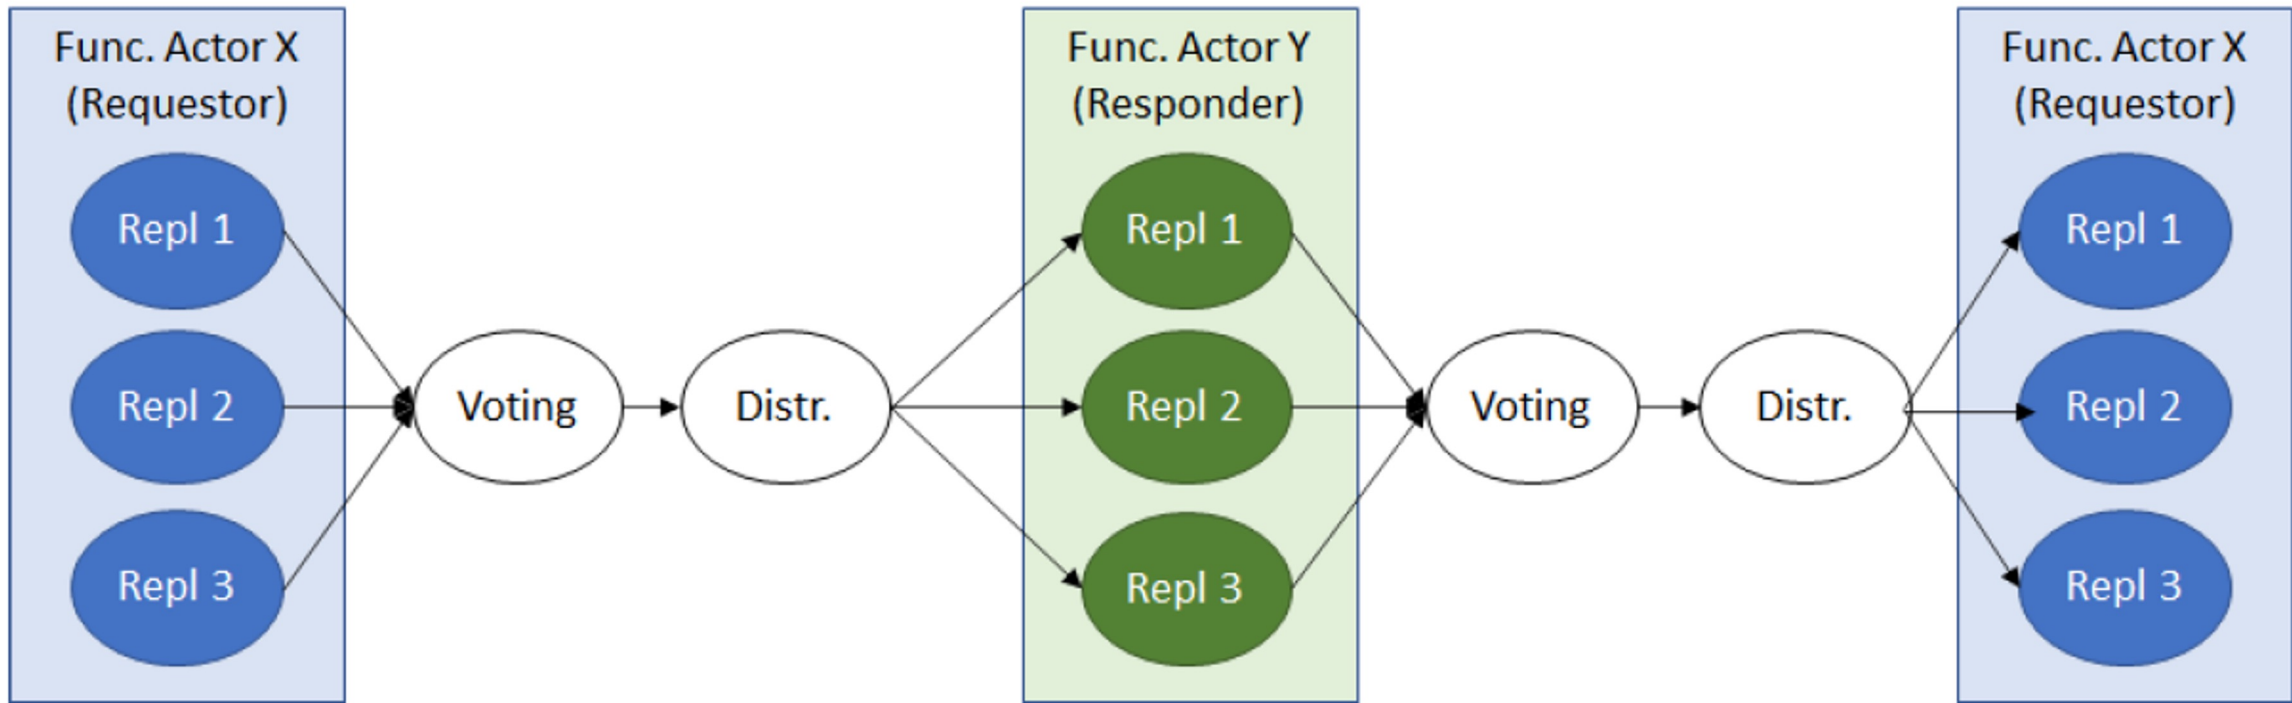 Func. Actor X
(Requestor)
Repl 1
Repl 2
Repl 3
Voting
Distr.
Func. Actor Y
(Responder)
Repl 1
Repl 2
Repl 3
Voting
Distr.
Func. Actor X
(Requestor)
Repl 1
Repl 2
Repl 3